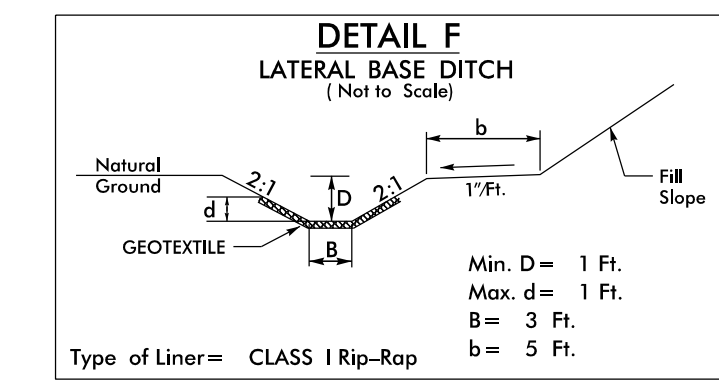 DETAIL F
LATERAL BASE DITCH
( Not to Scale)
b
Natural
Ground
2:1
D
2:1
1"/Ft.
Fill
Slope
d
GEOTEXTILE
B
Min. D = 1 Ft.
Max. d = 1 Ft.
B = 3 Ft.
b = 5 Ft.
Type of Liner = CLASS I Rip-Rap